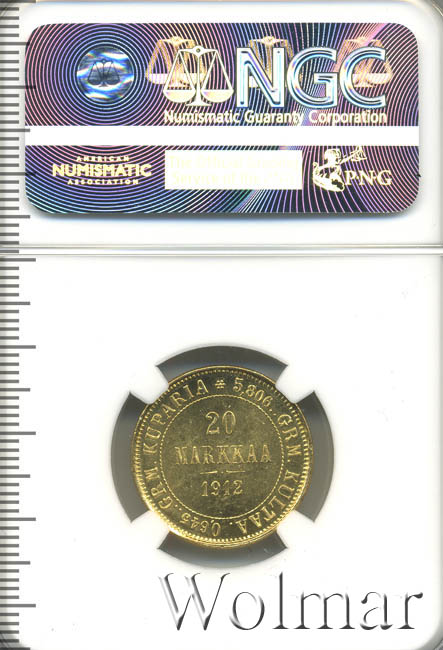 NGC
Numismatic Guaranty Corporation
AMERICAN
NUMISMATIC
ASSOCIATION
PNG
0,645..GRM KUPARIA * 5,806..GRM KULTAA.
20
MARKKAA
1912
Wolmar